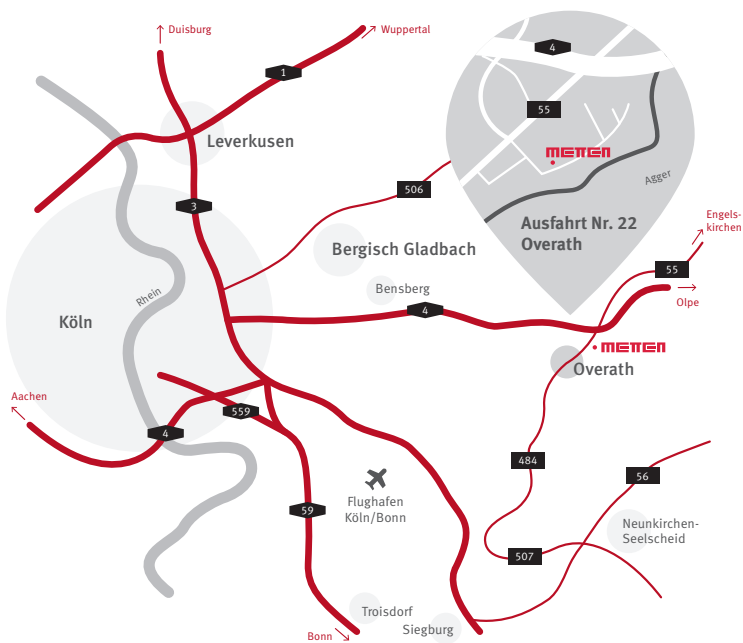 Duisburg
Wuppertal
4
1
55
Leverkusen
METTEN
Agger
506
3
Ausfahrt Nr. 22
Overath
Engels-
kirchen
Bergisch Gladbach
55
Bensberg
Rhein
Olpe
4
Köln
METTEN
Overath
Aachen
559
4
484
56
Flughafen
Köln/Bonn
59
Neunkirchen-
Seelscheid
507
Troisdorf
Siegburg
Bonn